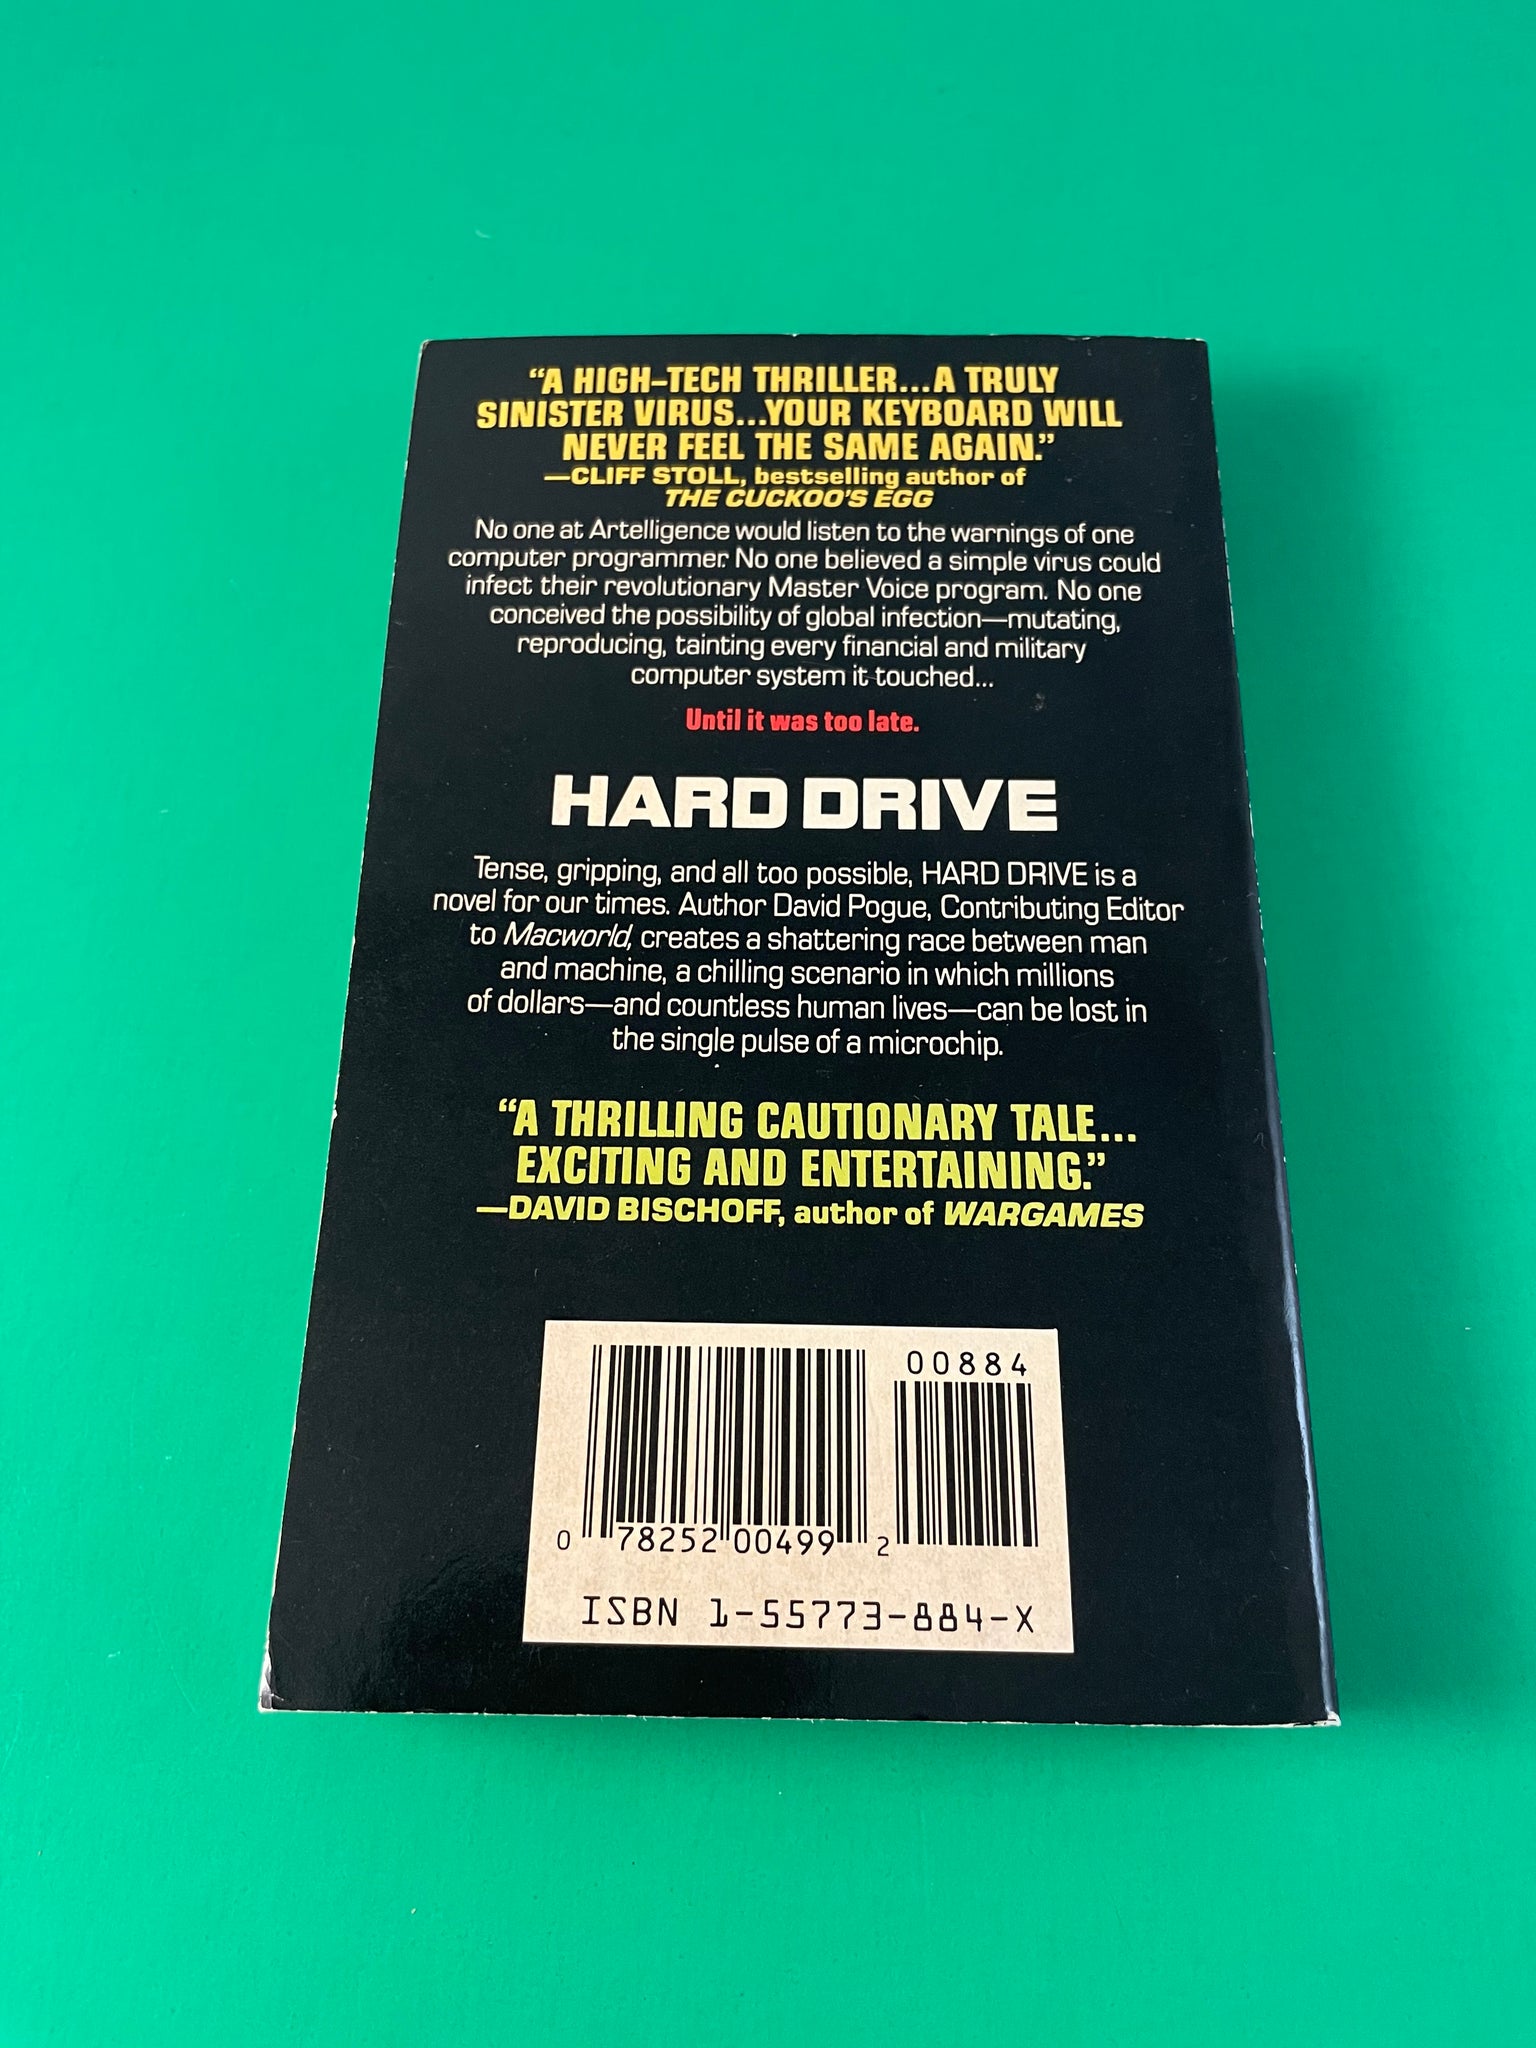 “A HIGH-TECH THRILLER...A TRULY
SINISTER VIRUS...YOUR KEYBOARD WILL
NEVER FEEL THE SAME AGAIN.”
—CLIFF STOLL, bestselling author of
THE CUCKOO'S EGG
No one at Artelligence would listen to the warnings of one
computer programmer. No one believed a simple virus could
infect their revolutionary Master Voice program. No one
conceived the possibility of global infection—mutating,
reproducing, tainting every financial and military
computer system it touched...
Until it was too late.
HARD DRIVE
Tense, gripping, and all too possible, HARD DRIVE is a
novel for our times. Author David Pogue, Contributing Editor
to Macworld, creates a shattering race between man
and machine, a chilling scenario in which millions
of dollars—and countless human lives—can be lost in
the single pulse of a microchip.
“A THRILLING CAUTIONARY TALE...
EXCITING AND ENTERTAINING.”
—DAVID BISCHOFF, author of WARGAMES
00884
0 78252 00499 2
ISBN 1-55773-884-X